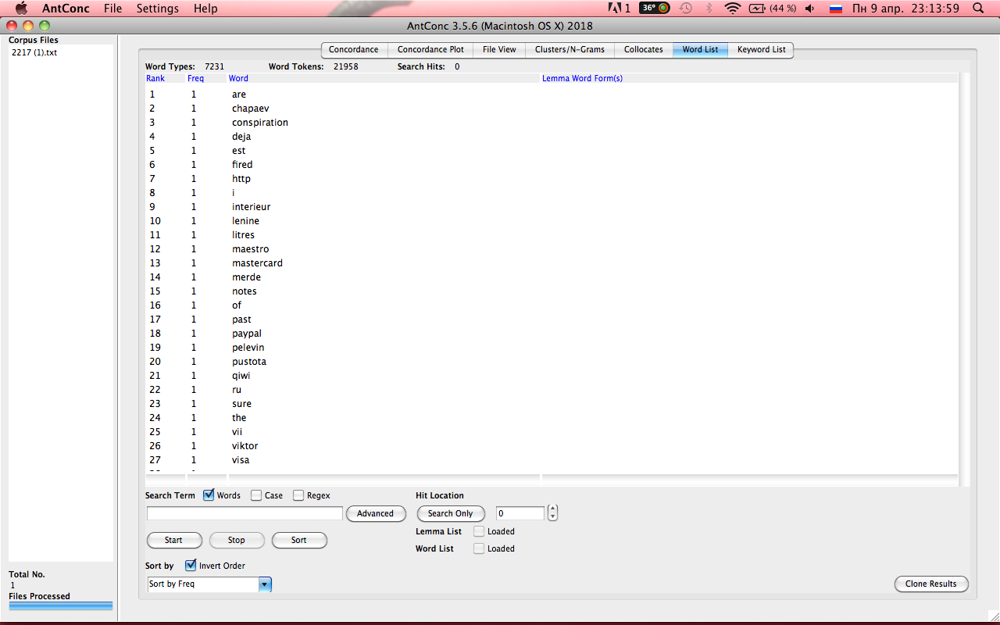 AntConc File Settings Help 1 36° (44 %) Пн 9 апр. 23:13:59
AntConc 3.5.6 (Macintosh OS X) 2018
Corpus Files
2217 (1).txt
Concordance Concordance Plot File View Clusters/N-Grams Collocates Word List Keyword List
Word Types: 7231 Word Tokens: 21958 Search Hits: 0
Rank Freq Word Lemma Word Form(s)
1 1 are
2 1 chapaev
3 1 conspiration
4 1 deja
5 1 est
6 1 fired
7 1 http
8 1 i
9 1 interieur
10 1 lenine
11 1 litres
12 1 maestro
13 1 mastercard
14 1 merde
15 1 notes
16 1 of
17 1 past
18 1 paypal
19 1 pelevin
20 1 pustota
21 1 qiwi
22 1 ru
23 1 sure
24 1 the
25 1 vii
26 1 viktor
27 1 visa
Search Term Words Case Regex Hit Location
Advanced Search Only 0
Lemma List Loaded
Start Stop Sort
Word List Loaded
Sort by Invert Order
Sort by Freq
Clone Results
Total No.
1
Files Processed